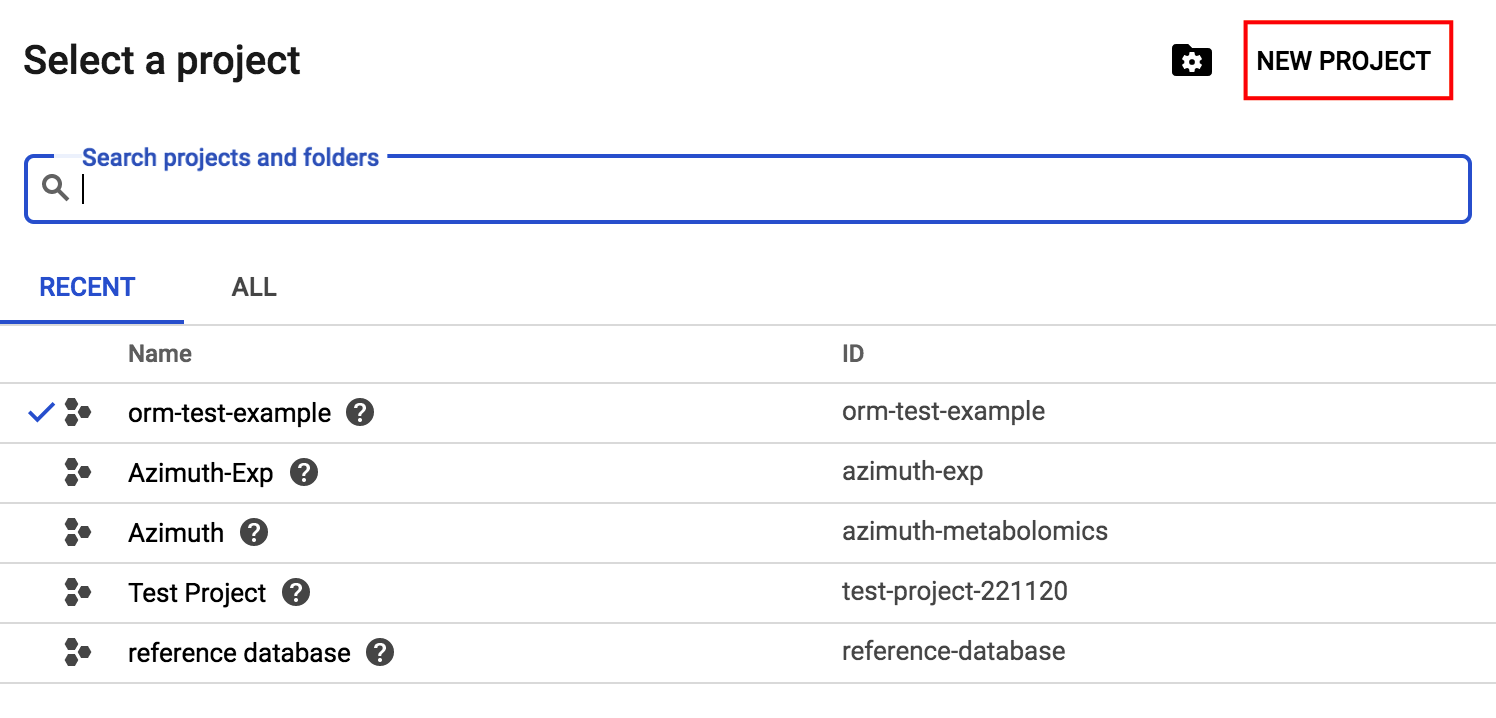 Select a project
NEW PROJECT
Search projects and folders
RECENT ALL
Name ID
orm-test-example ? orm-test-example
Azimuth-Exp ? azimuth-exp
Azimuth ? azimuth-metabolomics
Test Project ? test-project-221120
reference database ? reference-database